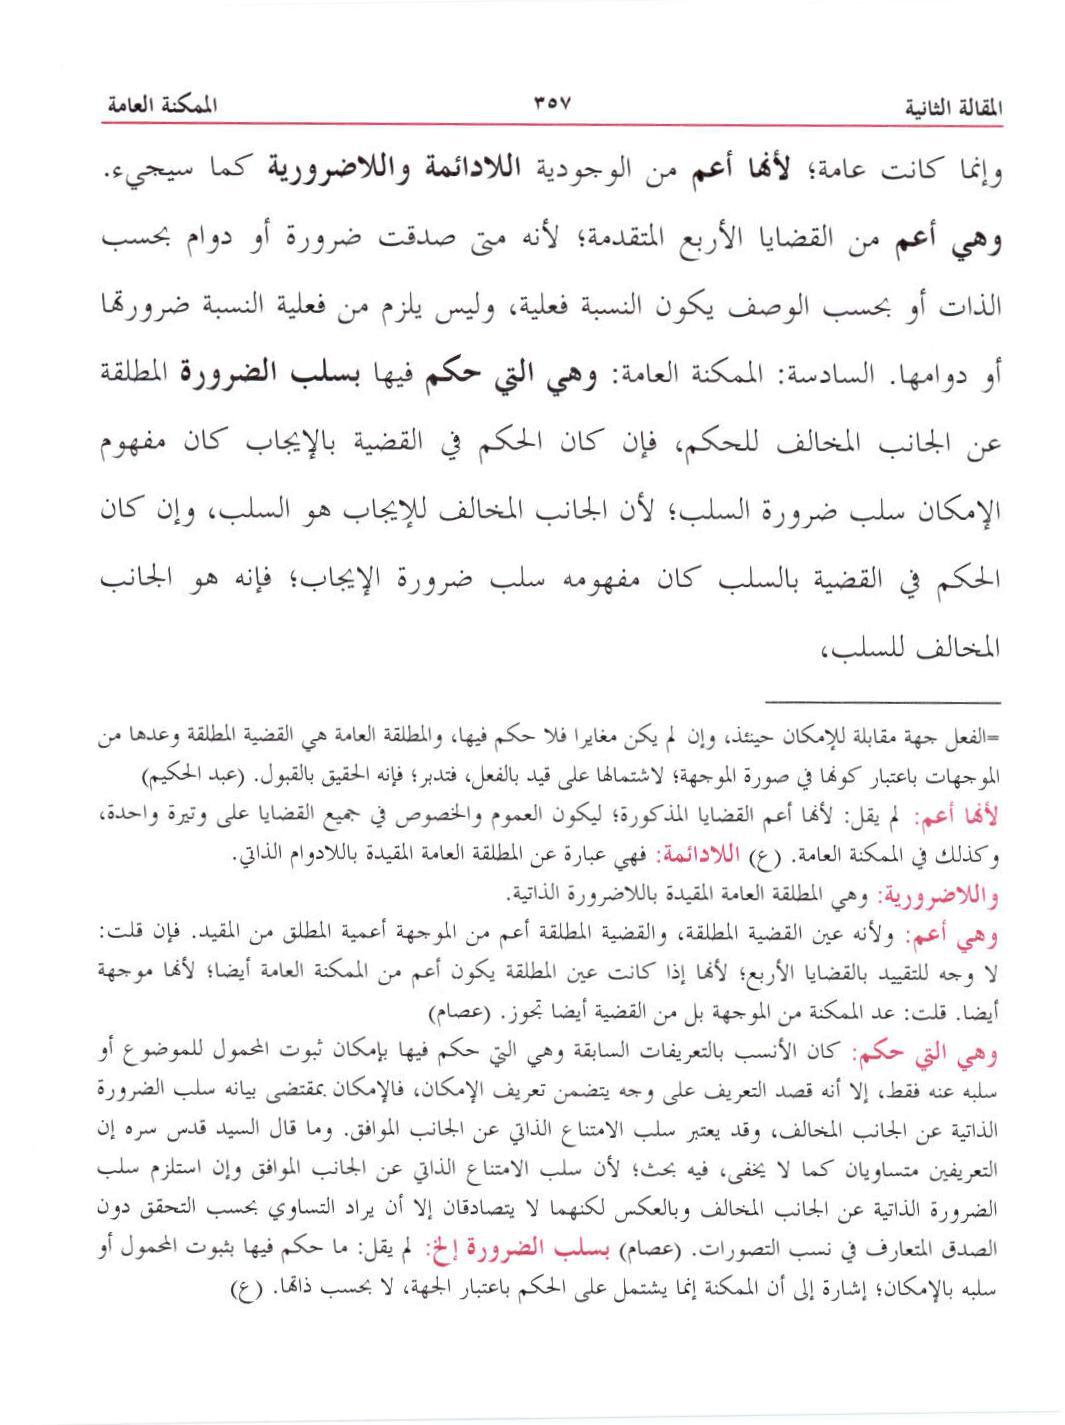 المقالة الثانية ٣٥٧ الممكنة العامة
وإنما كانت عامة؛ لأنها أعم من الوجودية اللادائمة واللاضرورية كما سيجيء.
وهي أعم من القضايا الأربع المتقدمة؛ لأنه متى صدقت ضرورة أو دوام بحسب
الذات أو بحسب الوصف يكون النسبة فعلية، وليس يلزم من فعلية النسبة ضرورتها
أو دوامها. السادسة: الممكنة العامة: وهي التي حكم فيها بسلب الضرورة المطلقة
عن الجانب المخالف للحكم، فإن كان الحكم في القضية بالإيجاب كان مفهوم
الإمكان سلب ضرورة السلب؛ لأن الجانب المخالف للإيجاب هو السلب، وإن كان
الحكم في القضية بالسلب كان مفهومه سلب ضرورة الإيجاب؛ فإنه هو الجانب
المخالف للسلب،
=الفعل جهة مقابلة للإمكان حينئذ، وإن لم يكن مغايرا فلا حكم فيها، والمطلقة العامة هي القضية المطلقة وعدها من
الموجهات باعتبار كونها في صورة الموجهة؛ لاشتمالها على قيد بالفعل، فتدبر؛ فإنه الحقيق بالقبول. (عبد الحكيم)
لأنها أعم: لم يقل: لأنها أعم القضايا المذكورة؛ ليكون العموم والخصوص في جميع القضايا على وتيرة واحدة،
وكذلك في الممكنة العامة. (ع) اللادائمة: فهي عبارة عن المطلقة العامة المقيدة باللادوام الذاتي.
واللاضرورية: وهي المطلقة العامة المقيدة باللاضرورة الذاتية.
وهي أعم: ولأنه عين القضية المطلقة، والقضية المطلقة أعم من الموجهة أعمية المطلق من المقيد. فإن قلت:
لا وجه للتقييد بالقضايا الأربع؛ لأنها إذا كانت عين المطلقة يكون أعم من الممكنة العامة أيضا؛ لأنها موجهة
أيضا. قلت: عد الممكنة من الموجهة بل من القضية أيضا تجوز. (عصام)
وهي التي حكم: كان الأنسب بالتعريفات السابقة وهي التي حكم فيها بإمكان ثبوت المحمول للموضوع أو
سلبه عنه فقط، إلا أنه قصد التعريف على وجه يتضمن تعريف الإمكان، فالإمكان بمقتضى بيانه سلب الضرورة
الذاتية عن الجانب المخالف، وقد يعتبر سلب الامتناع الذاتي عن الجانب الموافق. وما قال السيد قدس سره إن
التعريفين متساويان كما لا يخفى، فيه بحث؛ لأن سلب الامتناع الذاتي عن الجانب الموافق وإن استلزم سلب
الضرورة الذاتية عن الجانب المخالف وبالعكس لكنهما لا يتصادقان إلا أن يراد التساوي بحسب التحقق دون
الصدق المتعارف في نسب التصورات. (عصام) بسلب الضرورة إلخ: لم يقل: ما حكم فيها بثبوت المحمول أو
سلبه بالإمكان؛ إشارة إلى أن الممكنة إنما يشتمل على الحكم باعتبار الجهة، لا بحسب ذاتها. (ع)